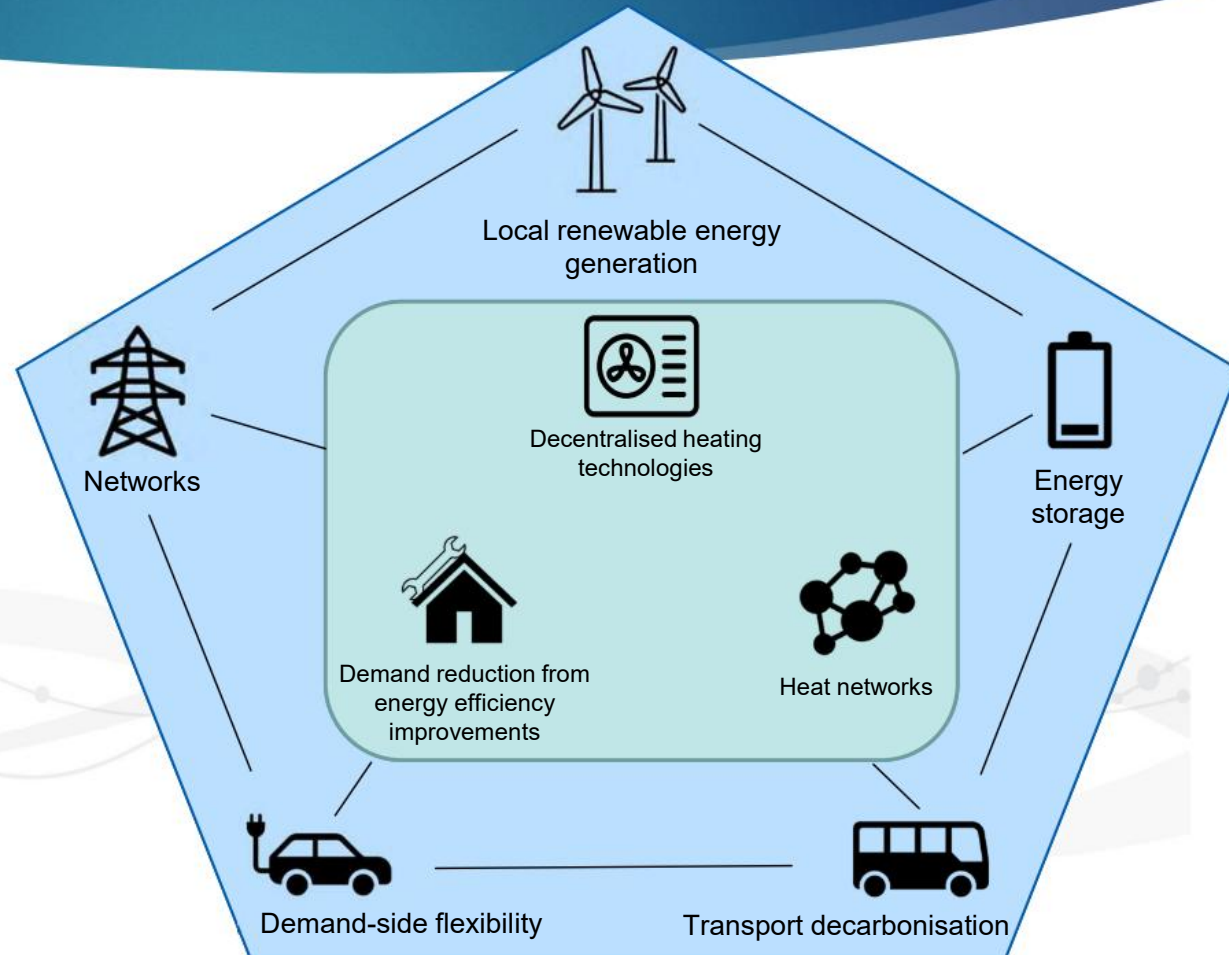 Local renewable energy
generation
Decentralised heating
technologies
Networks
Energy
storage
Demand reduction from
energy efficiency
improvements
Heat networks
Demand-side flexibility
Transport decarbonisation